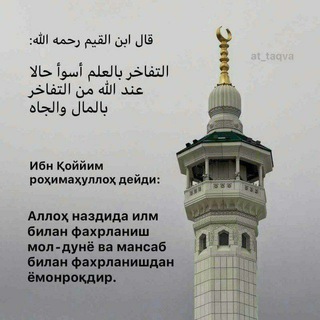 قال ابن القيم رحمه الله:
at_taqva
التفاخر بالعلم أسوأ حالا
عند الله من التفاخر
بالمال والجاه
Ибн Қоййим
роҳимаҳуллоҳ дейди:
Аллоҳ наздида илм
билан фахрланиш
мол-дунё ва мансаб
билан фахрланишдан
ёмонроқдир.